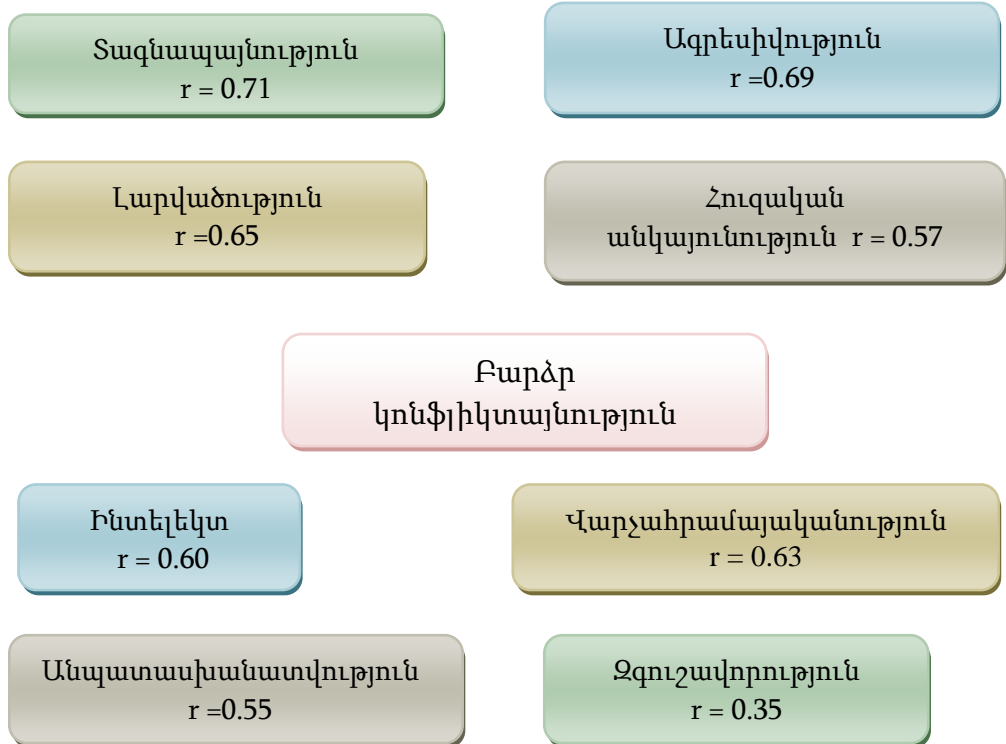 Տագնապայնություն
r = 0.71
Ագրեսիվություն
r =0.69
Լարվածություն
r =0.65
Հուզական
անկայունություն r = 0.57
Բարձր
կոնֆլիկտայնություն
Ինտելեկտ
r = 0.60
Վարչահրամայականություն
r = 0.63
Անպատասխանատվություն
r =0.55
Զգուշավորություն
r = 0.35